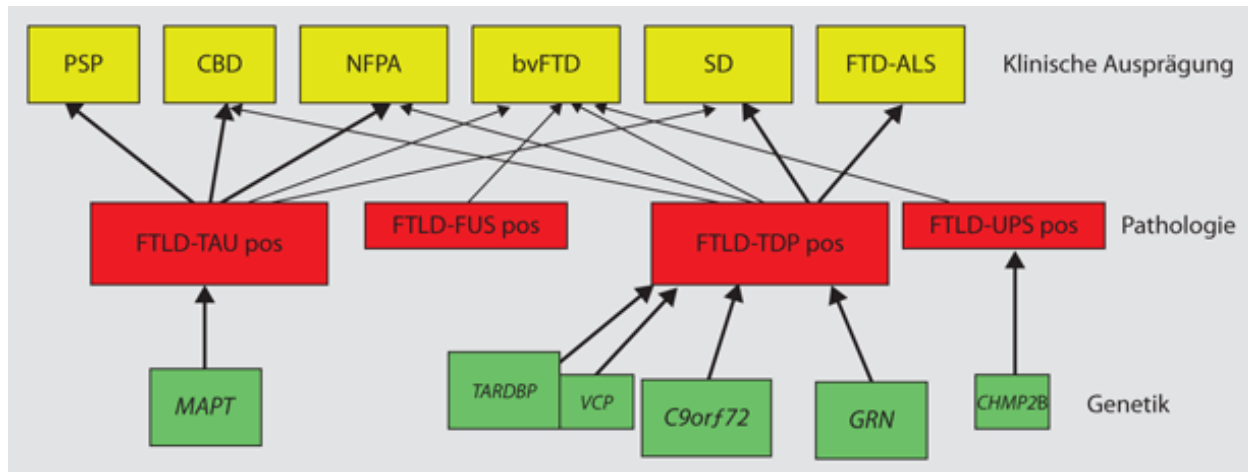 PSP CBD NFPA bvFTD SD FTD-ALS Klinische Ausprägung
FTLD-TAU pos FTLD-FUS pos FTLD-TDP pos FTLD-UPS pos Pathologie
MAPT TARDBP VCP C9orf72 GRN CHMP2B Genetik